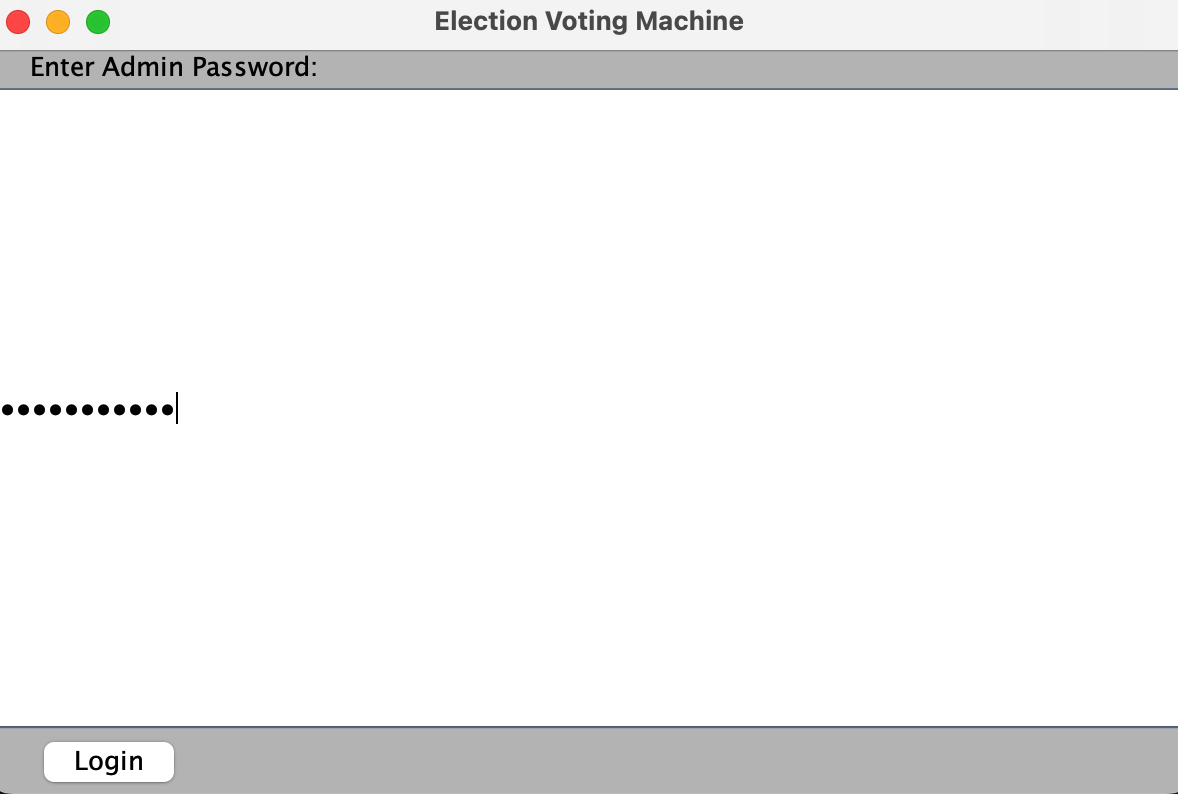 Election Voting Machine
Enter Admin Password:
•••••••••••
Login